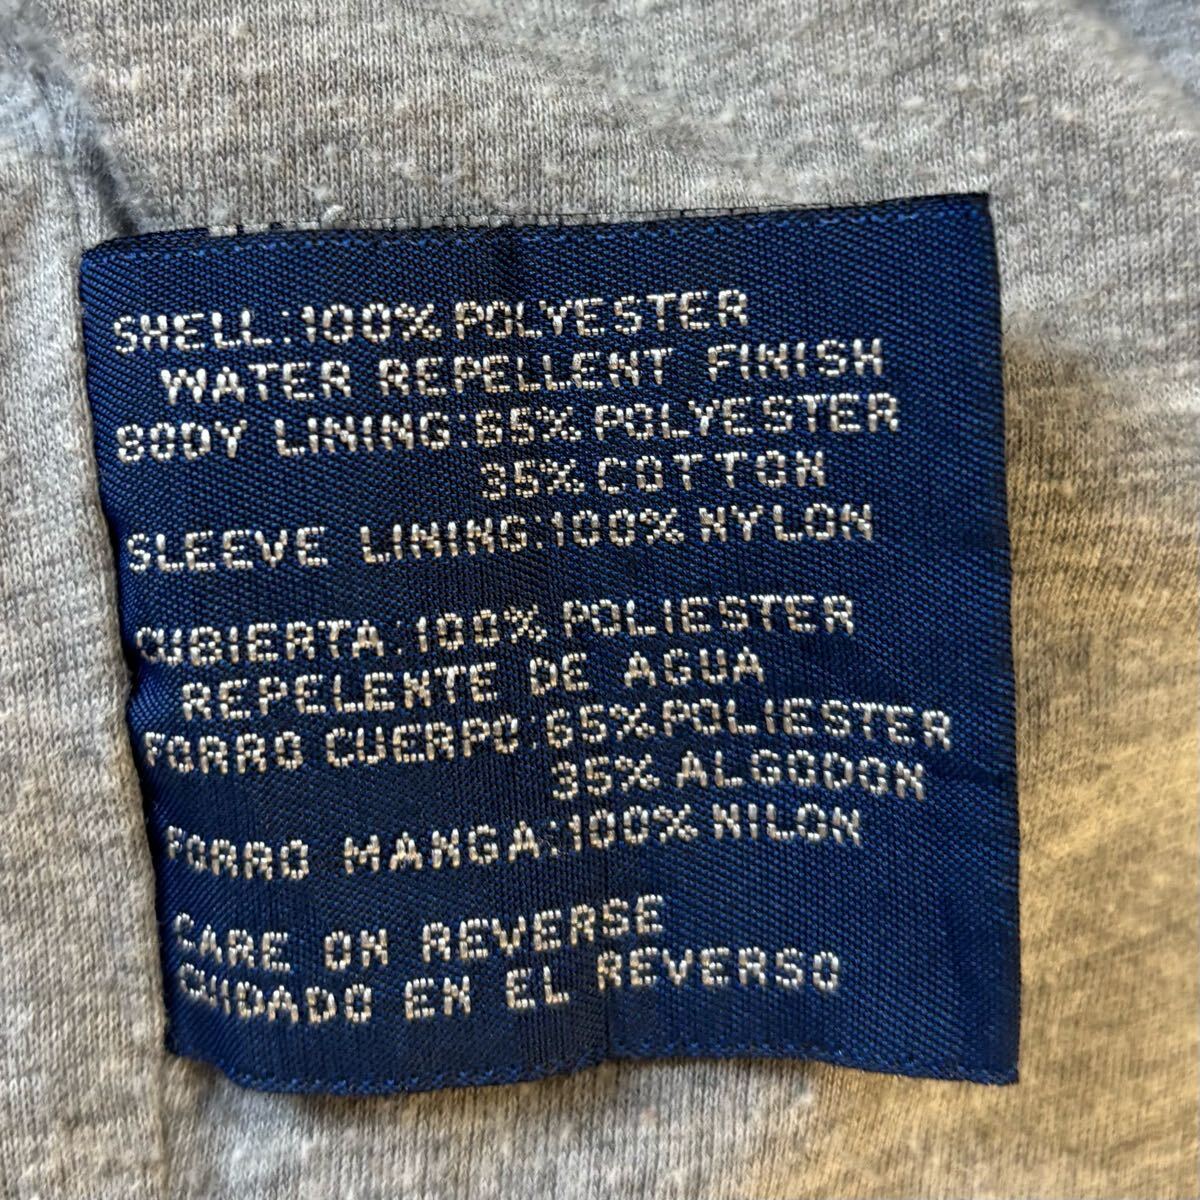 SHELL:100% POLYESTER
WATER REPELLENT FINISH
BODY LINING:65% POLYESTER
35% COTTON
SLEEVE LINING:100% NYLON
CUBIERTA:100% POLIESTER
REPELENTE DE AGUA
FORRO CUERPO:65% POLIESTER
35% ALGODON
FORRO MANGA:100% NILON
CARE ON REVERSE
CUIDADO EN EL REVERSO